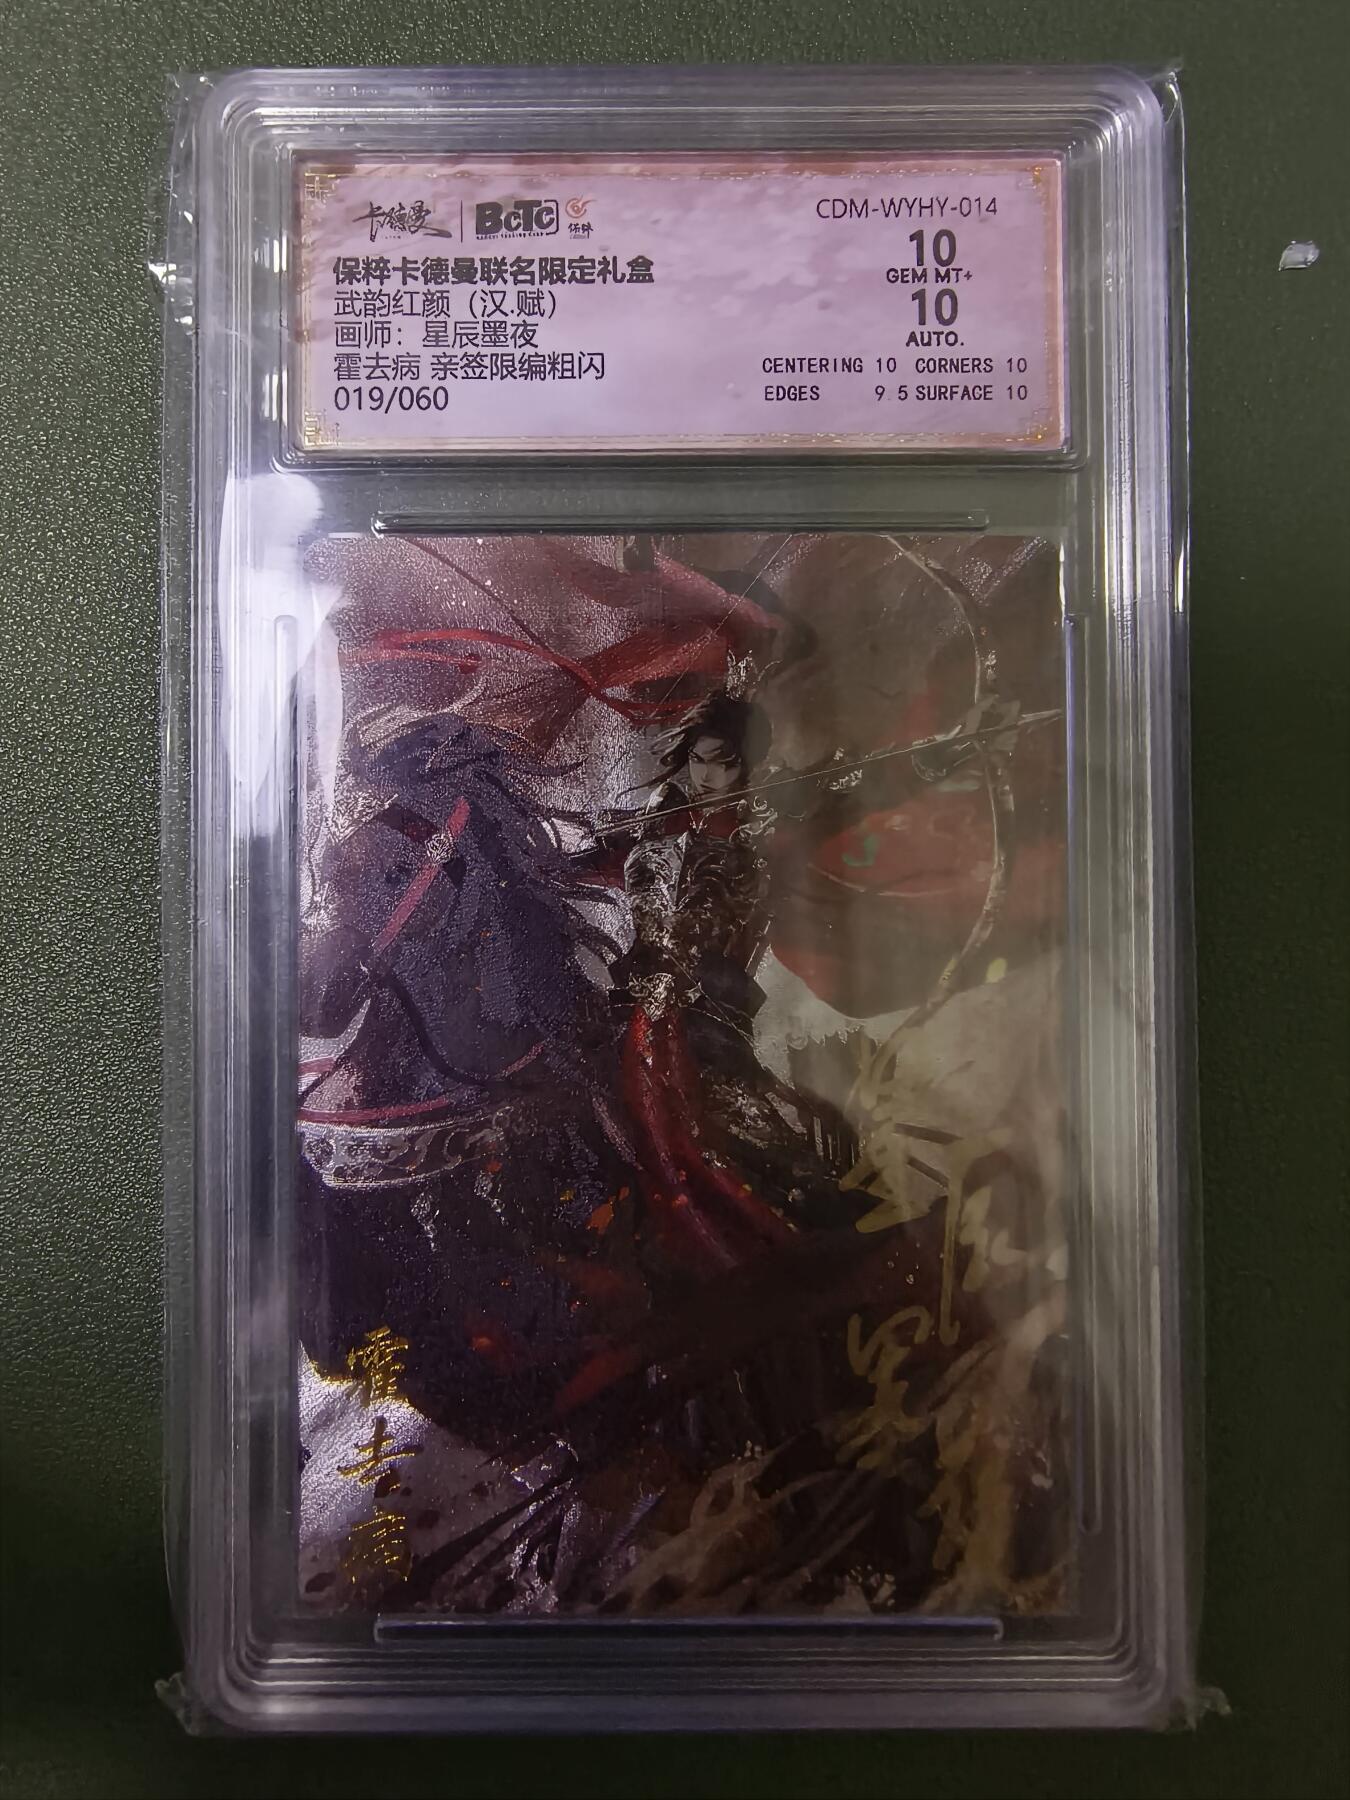 卡德曼 BCTC 保粹
CDM-WYHY-014
保粹卡德曼联名限定礼盒
武韵红颜（汉.赋）
画师：星辰墨夜
霍去病 亲签限编粗闪
019/060
10
GEM MT+
10
AUTO.
CENTERING 10 CORNERS 10
EDGES 9.5 SURFACE 10
霍去病